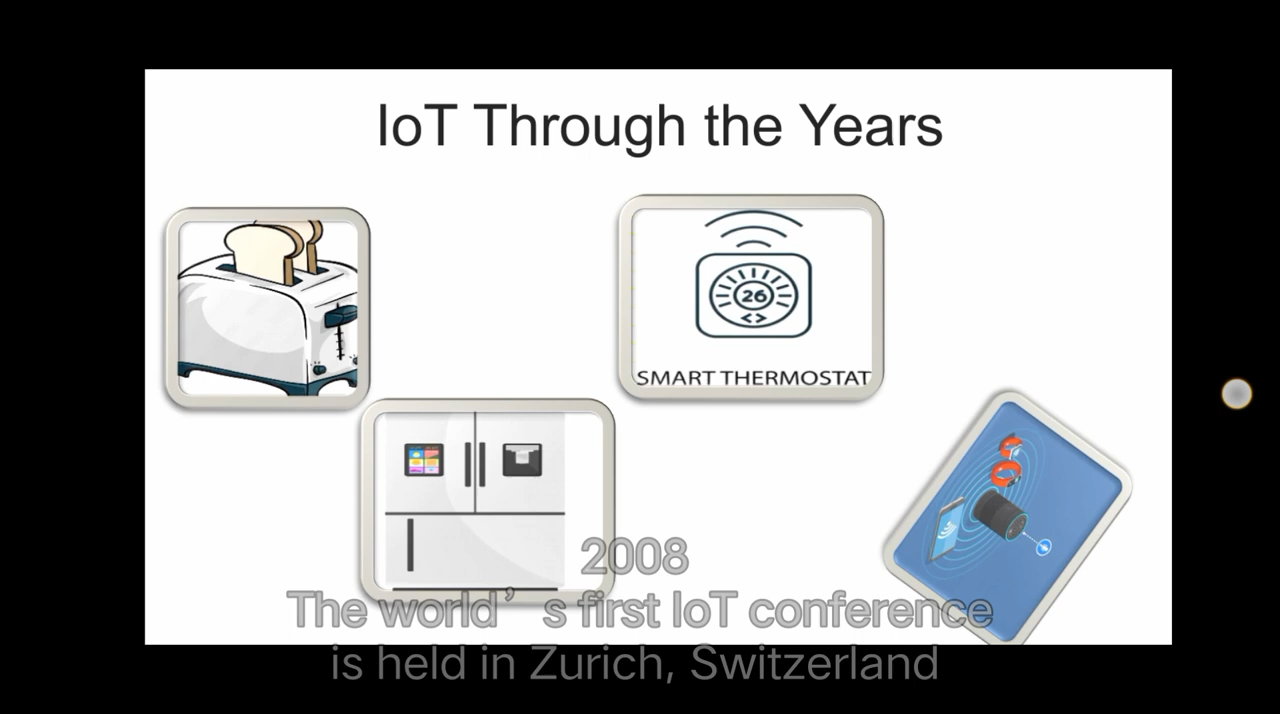 IoT Through the Years
26
< >
SMART THERMOSTAT
2008
The world’s first IoT conference
is held in Zurich, Switzerland